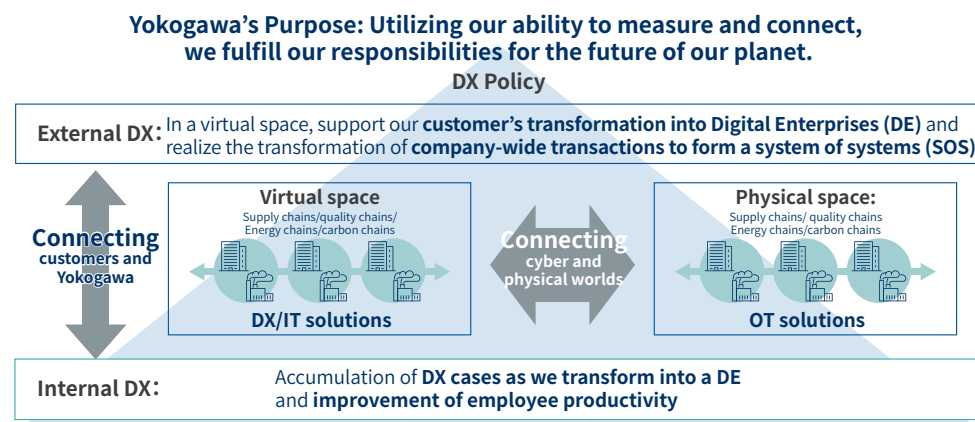 Yokogawa's Purpose: Utilizing our ability to measure and connect,
we fulfill our responsibilities for the future of our planet.
DX Policy
External DX: In a virtual space, support our customer's transformation into Digital Enterprises (DE) and
realize the transformation of company-wide transactions to form a system of systems (SOS)
Connecting
customers and
Yokogawa
Virtual space
Supply chains/quality chains/
Energy chains/carbon chains
DX/IT solutions
Connecting
cyber and
physical worlds
Physical space:
Supply chains/ quality chains
Energy chains/carbon chains
OT solutions
Internal DX:
Accumulation of DX cases as we transform into a DE
and improvement of employee productivity